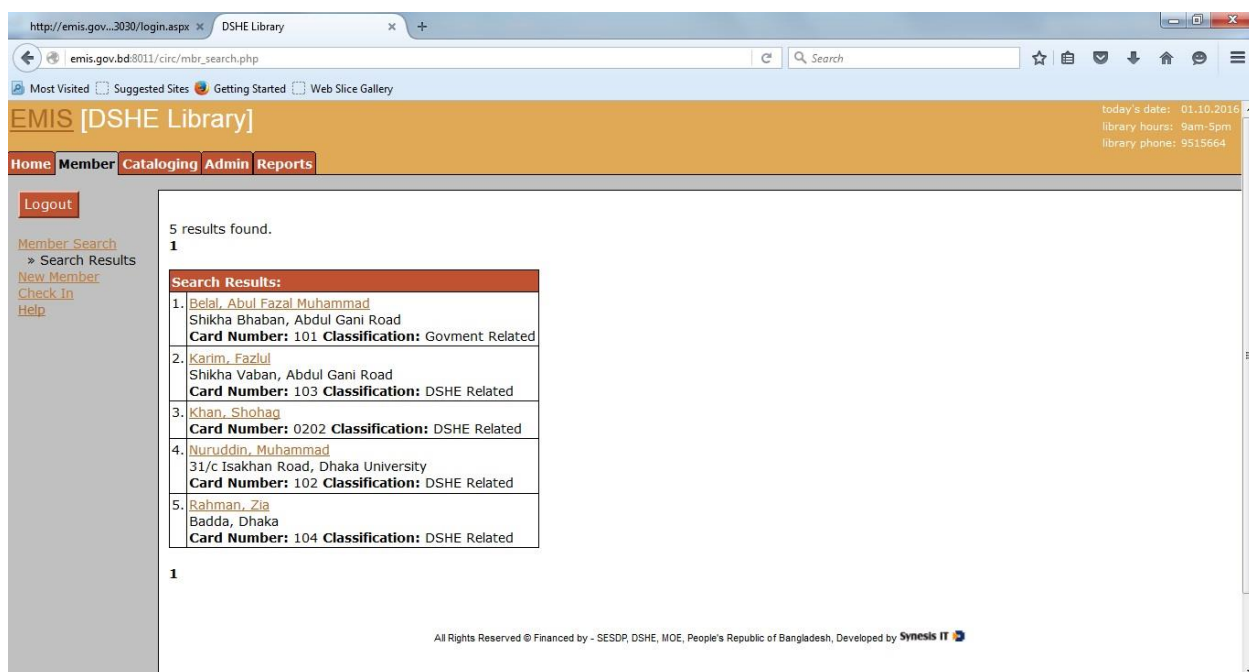 http://emis.gov...3030/login.aspx × DSHE Library × +
emis.gov.bd:8011/circ/mbr_search.php Search
Most Visited Suggested Sites Getting Started Web Slice Gallery
EMIS [DSHE Library]
today's date: 01.10.2016
library hours: 9am-5pm
library phone: 9515664
Home Member Cataloging Admin Reports
Logout
Member Search
» Search Results
New Member
Check In
Help
5 results found.
1
Search Results:
1. Belal, Abul Fazal Muhammad
Shikha Bhaban, Abdul Gani Road
Card Number: 101 Classification: Govment Related
2. Karim, Fazlul
Shikha Vaban, Abdul Gani Road
Card Number: 103 Classification: DSHE Related
3. Khan, Shohag
Card Number: 0202 Classification: DSHE Related
4. Nuruddin, Muhammad
31/c Isakhan Road, Dhaka University
Card Number: 102 Classification: DSHE Related
5. Rahman, Zia
Badda, Dhaka
Card Number: 104 Classification: DSHE Related
1
All Rights Reserved © Financed by - SESDP, DSHE, MOE, People's Republic of Bangladesh, Developed by Synesis IT